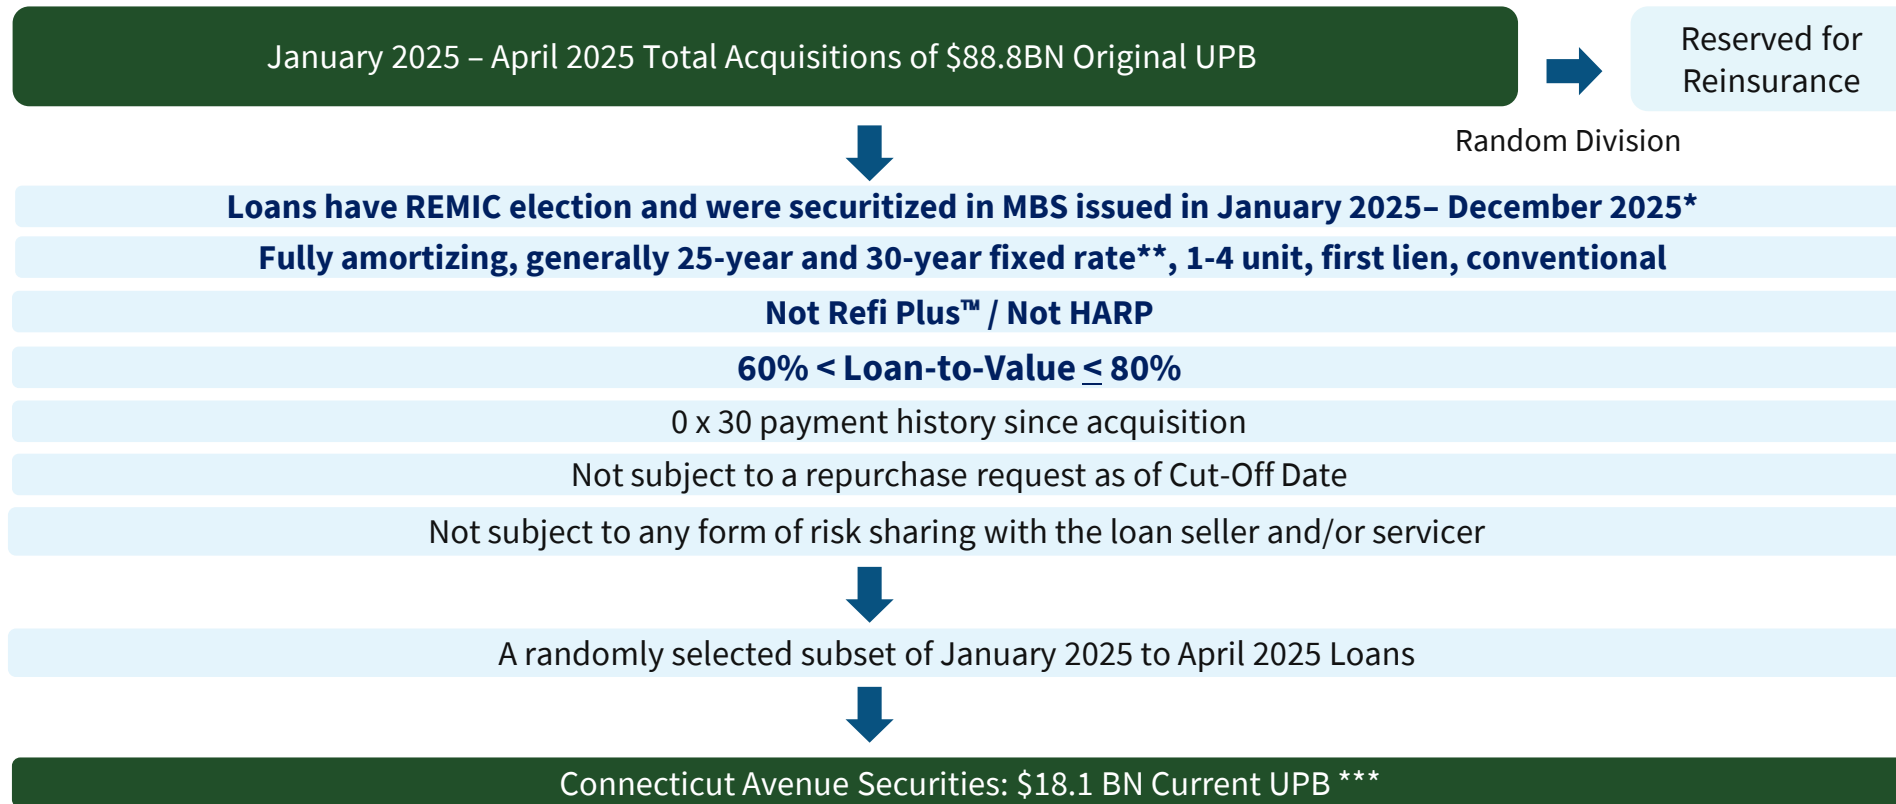 January 2025 – April 2025 Total Acquisitions of $88.8BN Original UPB
Reserved for
Reinsurance
Random Division
Loans have REMIC election and were securitized in MBS issued in January 2025– December 2025*
Fully amortizing, generally 25-year and 30-year fixed rate**, 1-4 unit, first lien, conventional
Not Refi Plus™ / Not HARP
60% < Loan-to-Value < 80%
0 x 30 payment history since acquisition
Not subject to a repurchase request as of Cut-Off Date
Not subject to any form of risk sharing with the loan seller and/or servicer
A randomly selected subset of January 2025 to April 2025 Loans
Connecticut Avenue Securities: $18.1 BN Current UPB ***